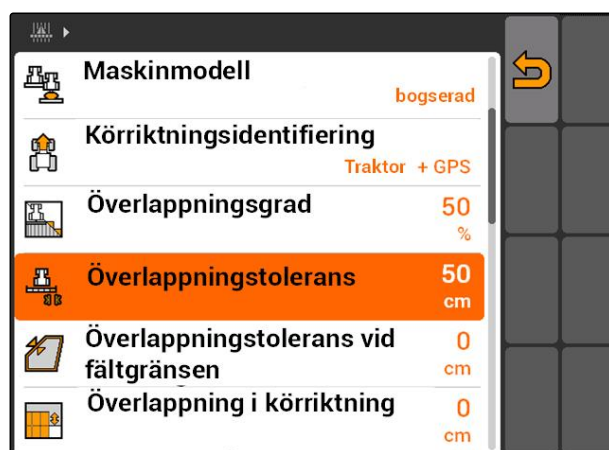 Maskinmodell
bogserad
Körriktningsidentifiering
Traktor + GPS
Överlappningsgrad 50
%
Överlappningstolerans 50
cm
Överlappningstolerans vid 0
fältgränsen cm
Överlappning i körriktning 0
cm